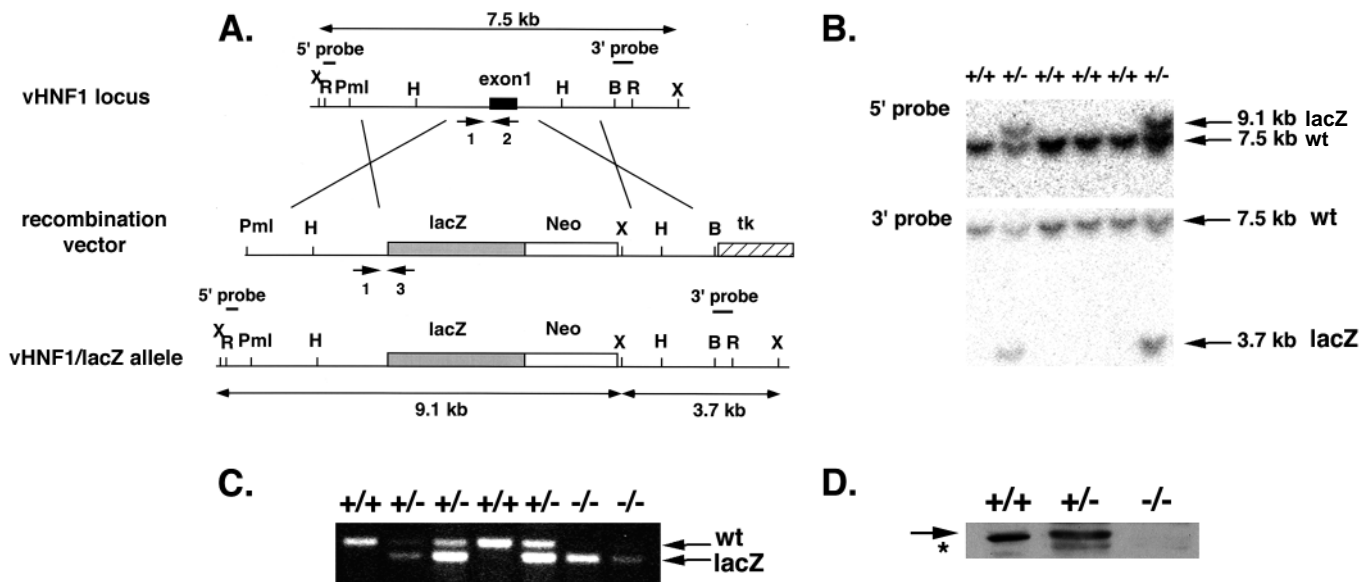 A.
7.5 kb
5' probe
3' probe
X
R
Pml
H
exon1
H
B
R
X
vHNF1 locus
1
2
recombination
vector
Pml
H
lacZ
Neo
X
H
B
tk
1
3
5' probe
3' probe
X
R
Pml
H
lacZ
Neo
X
H
B
R
X
vHNF1/lacZ allele
9.1 kb
3.7 kb
B.
+/+ +/- +/+ +/+ +/+ +/-
5' probe
9.1 kb lacZ
7.5 kb wt
3' probe
7.5 kb wt
3.7 kb lacZ
C.
+/+ +/- +/- +/+ +/- -/- -/-
wt
lacZ
D.
+/+ +/- -/-
*